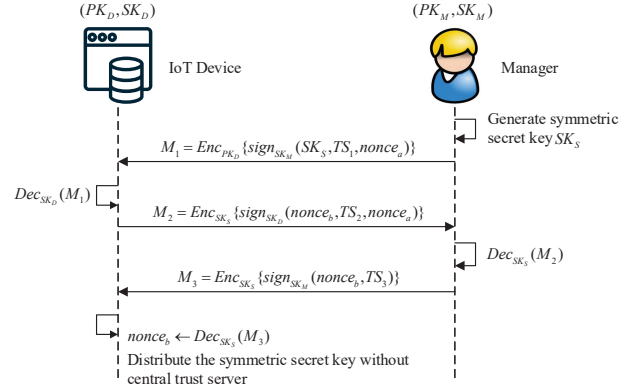 (PK_D, SK_D)
(PK_M, SK_M)
IoT Device
Manager
Generate symmetric
secret key SK_S
M_1 = Enc_{PK_D}{sign_{SK_M}(SK_S, TS_1, nonce_a)}
Dec_{SK_D}(M_1)
M_2 = Enc_{SK_S}{sign_{SK_D}(nonce_b, TS_2, nonce_a)}
Dec_{SK_S}(M_2)
M_3 = Enc_{SK_S}{sign_{SK_M}(nonce_b, TS_3)}
nonce_b ← Dec_{SK_S}(M_3)
Distribute the symmetric secret key without
central trust server